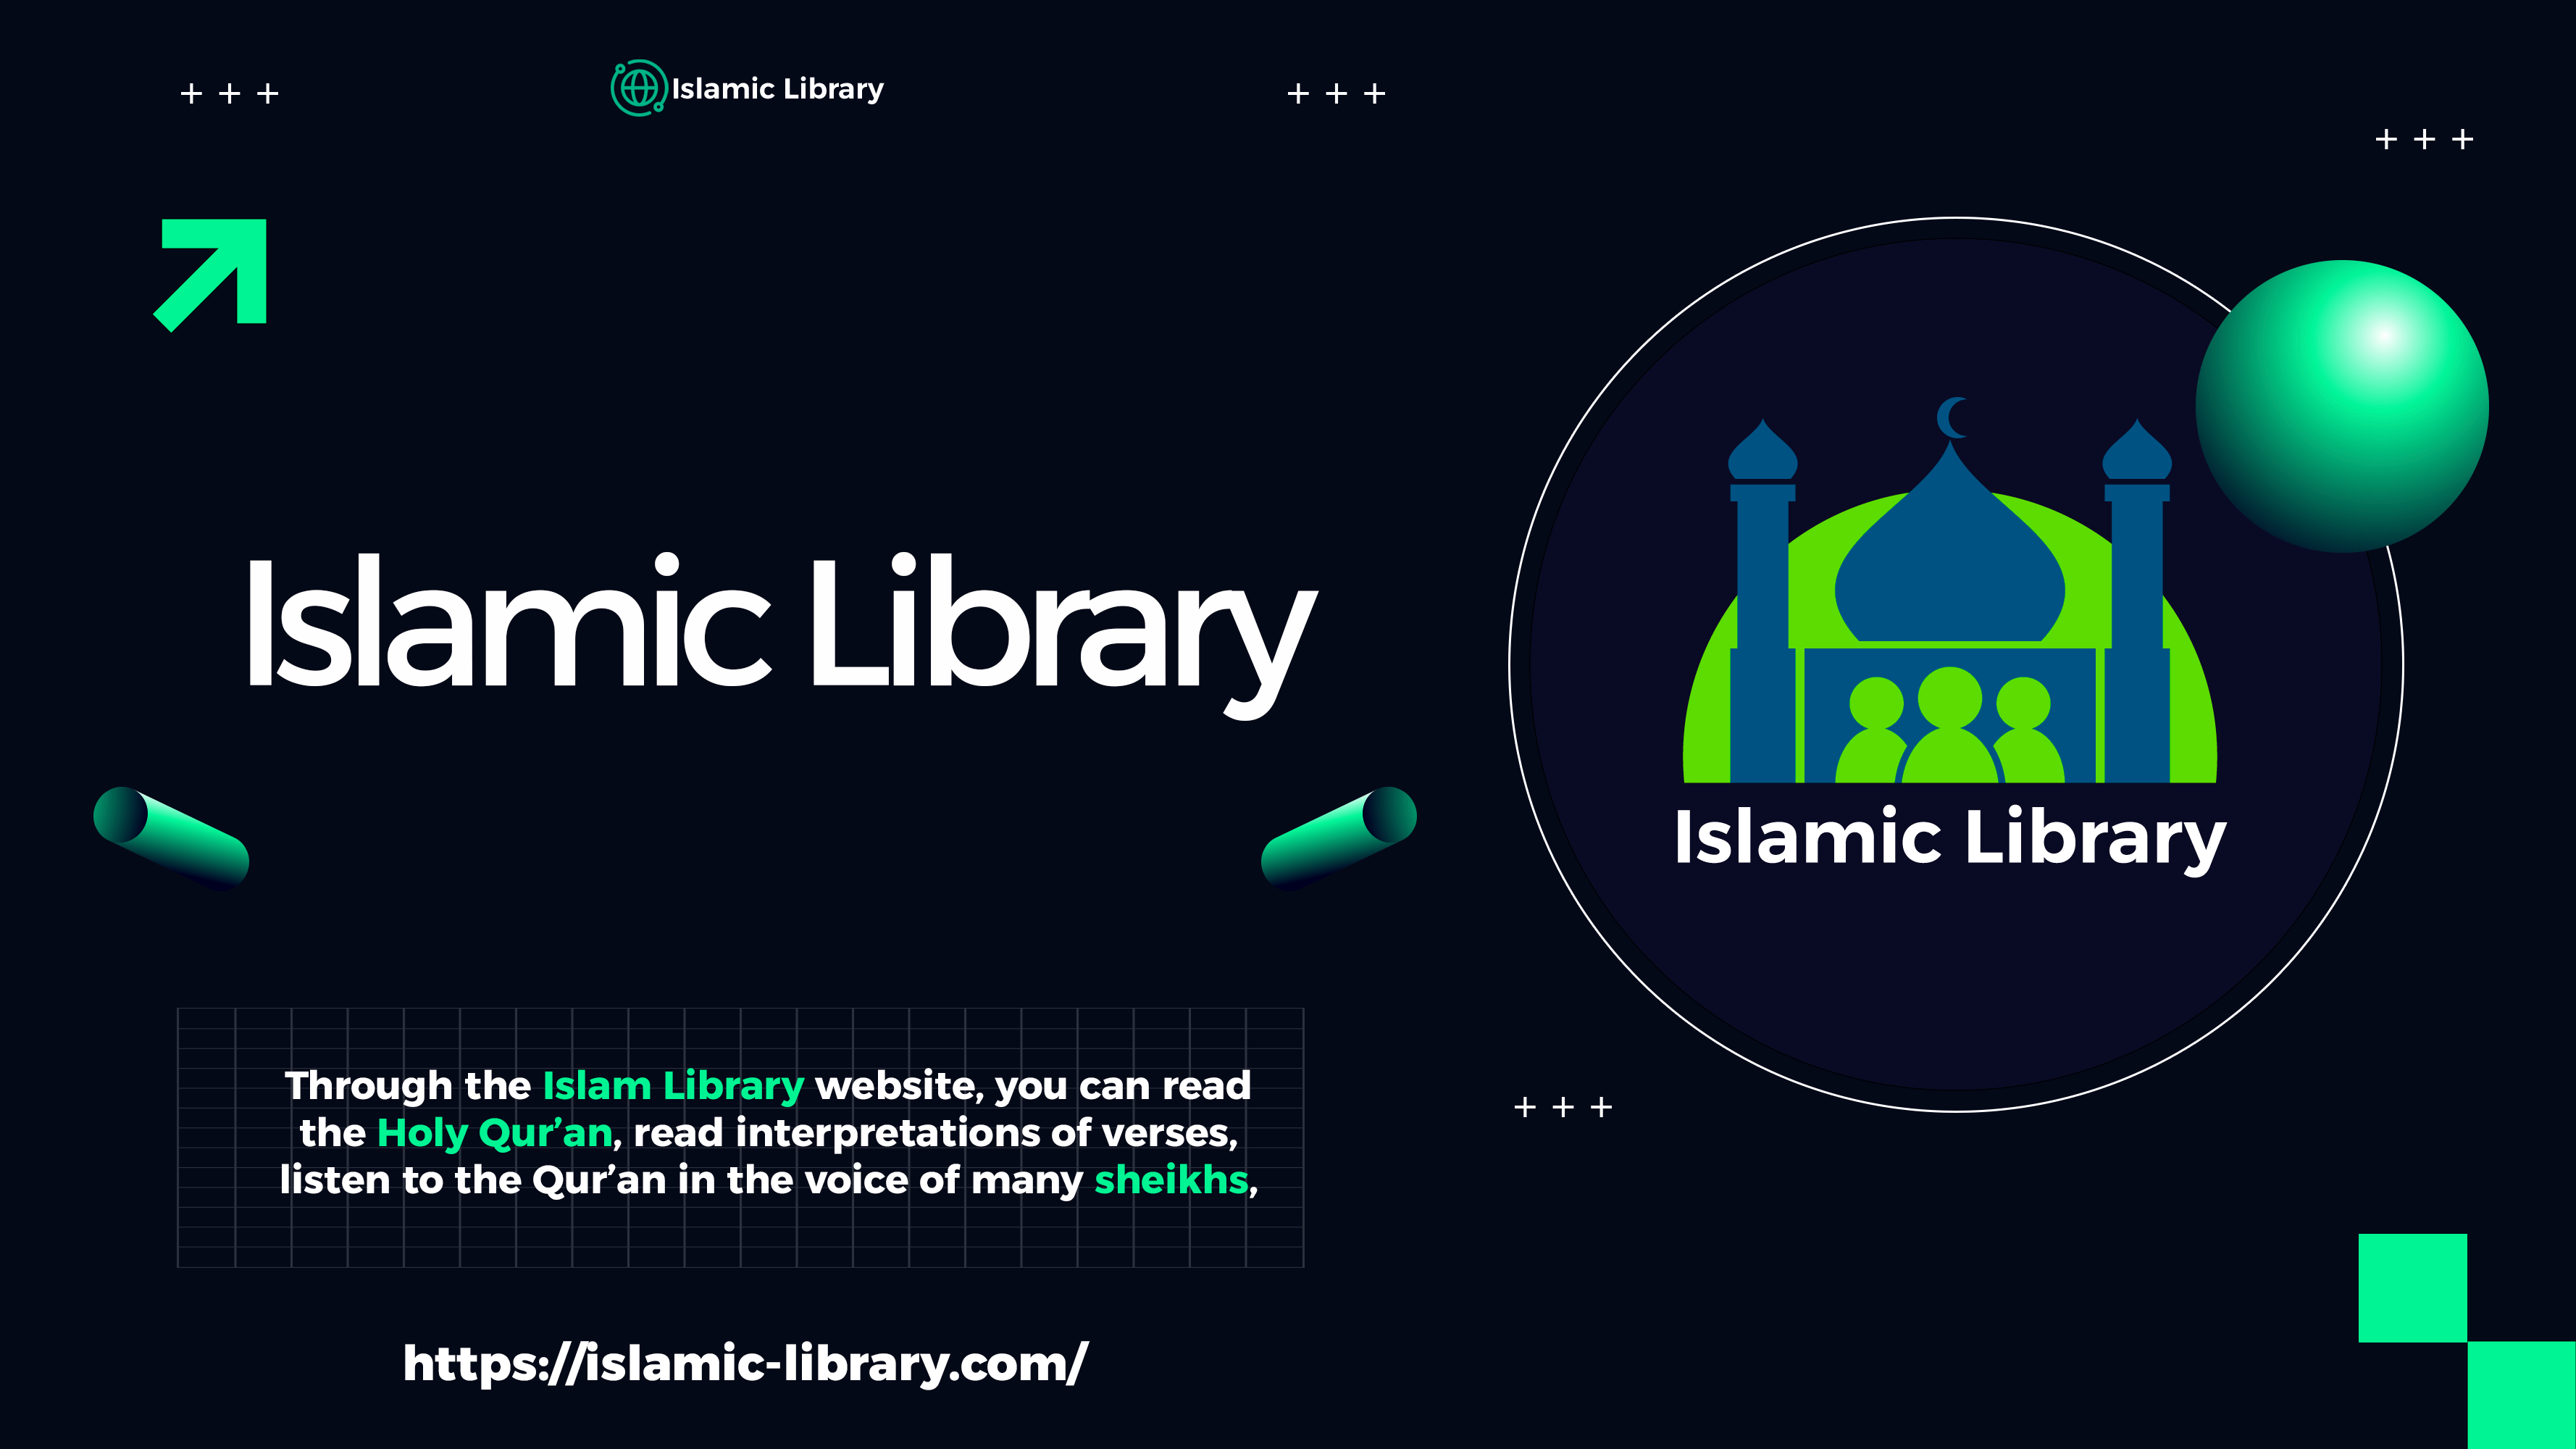 Islamic Library
Islamic Library
Islamic Library
Through the Islam Library website, you can read
the Holy Qur’an, read interpretations of verses,
listen to the Qur’an in the voice of many sheikhs,
https://islamic-library.com/